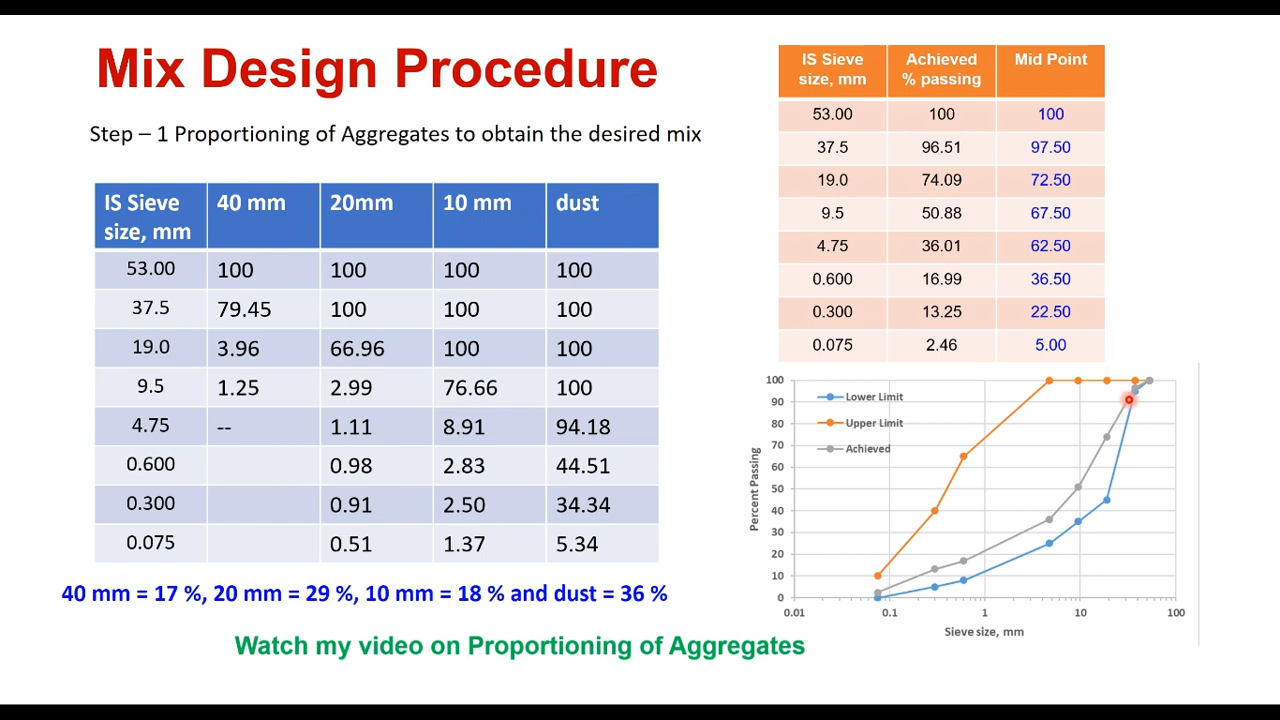 Mix Design Procedure
Step – 1 Proportioning of Aggregates to obtain the desired mix
IS Sieve size, mm 40 mm 20mm 10 mm dust
53.00 100 100 100 100
37.5 79.45 100 100 100
19.0 3.96 66.96 100 100
9.5 1.25 2.99 76.66 100
4.75 -- 1.11 8.91 94.18
0.600 0.98 2.83 44.51
0.300 0.91 2.50 34.34
0.075 0.51 1.37 5.34
40 mm = 17 %, 20 mm = 29 %, 10 mm = 18 % and dust = 36 %
Watch my video on Proportioning of Aggregates
IS Sieve size, mm Achieved % passing Mid Point
53.00 100 100
37.5 96.51 97.50
19.0 74.09 72.50
9.5 50.88 67.50
4.75 36.01 62.50
0.600 16.99 36.50
0.300 13.25 22.50
0.075 2.46 5.00
Percent Passing
100
90
80
70
60
50
40
30
20
10
0
Lower Limit
Upper Limit
Achieved
0.01 0.1 1 10 100
Sieve size, mm